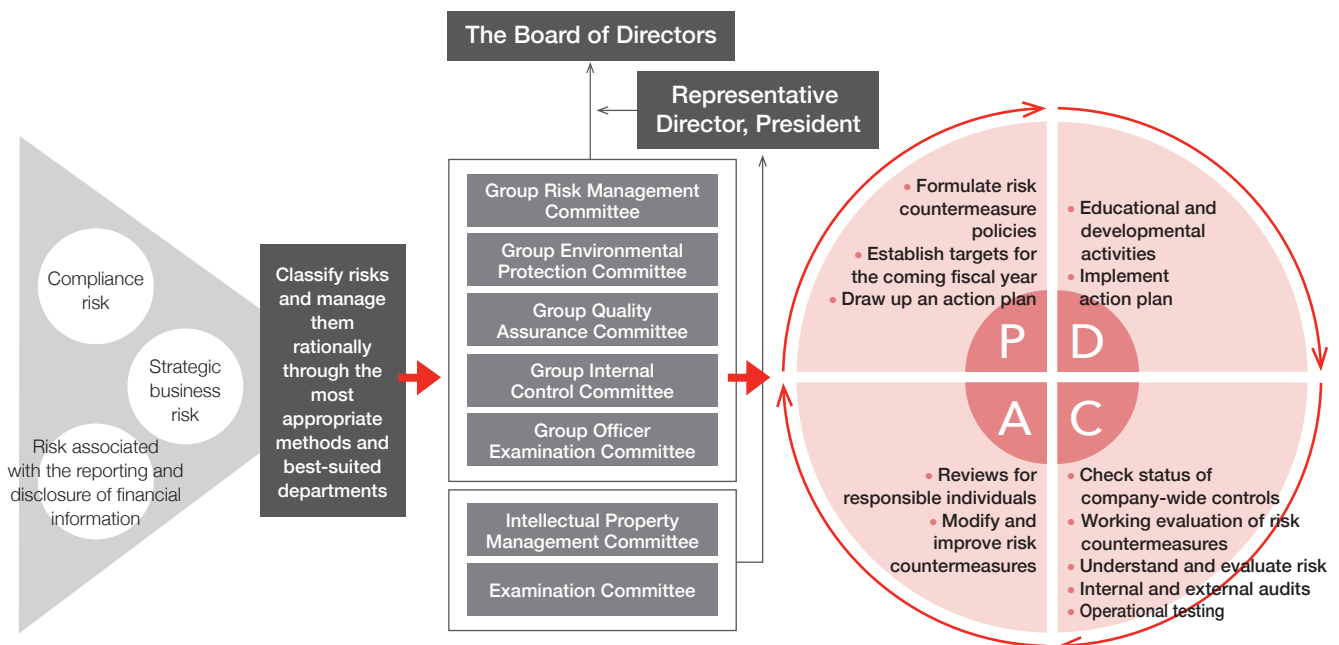 The Board of Directors
Representative
Director, President
Compliance
risk
Strategic
business
risk
Risk associated
with the reporting and
disclosure of financial
information
Classify risks
and manage
them
rationally
through the
most
appropriate
methods and
best-suited
departments
Group Risk Management
Committee
Group Environmental
Protection Committee
Group Quality
Assurance Committee
Group Internal
Control Committee
Group Officer
Examination Committee
Intellectual Property
Management Committee
Examination Committee
• Formulate risk
countermeasure
policies
• Establish targets for
the coming fiscal year
• Draw up an action plan
P
• Educational and
developmental
activities
• Implement
action plan
D
A
• Reviews for
responsible individuals
• Modify and
improve risk
countermeasures
C
• Check status of
company-wide controls
• Working evaluation of risk
countermeasures
• Understand and evaluate risk
• Internal and external audits
• Operational testing